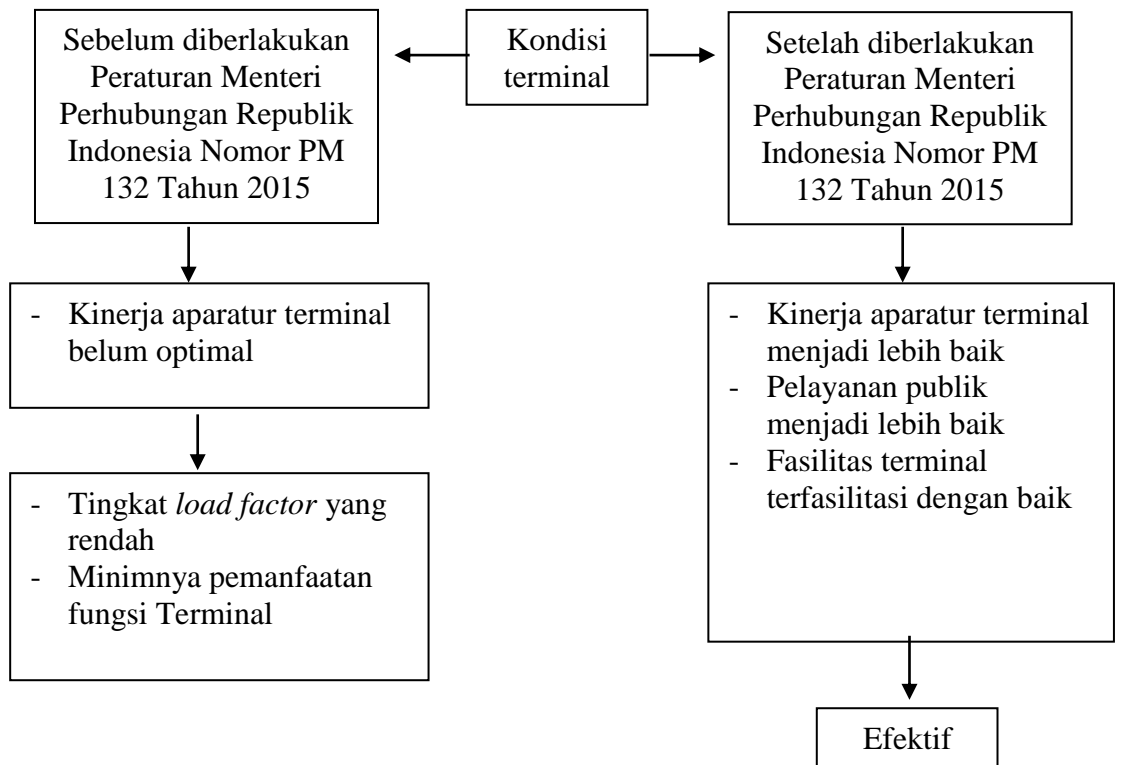 Kondisi
terminal
Sebelum diberlakukan
Peraturan Menteri
Perhubungan Republik
Indonesia Nomor PM
132 Tahun 2015
- Kinerja aparatur terminal
belum optimal
- Tingkat load factor yang
rendah
- Minimnya pemanfaatan
fungsi Terminal
Setelah diberlakukan
Peraturan Menteri
Perhubungan Republik
Indonesia Nomor PM
132 Tahun 2015
- Kinerja aparatur terminal
menjadi lebih baik
- Pelayanan publik
menjadi lebih baik
- Fasilitas terminal
terfasilitasi dengan baik
Efektif